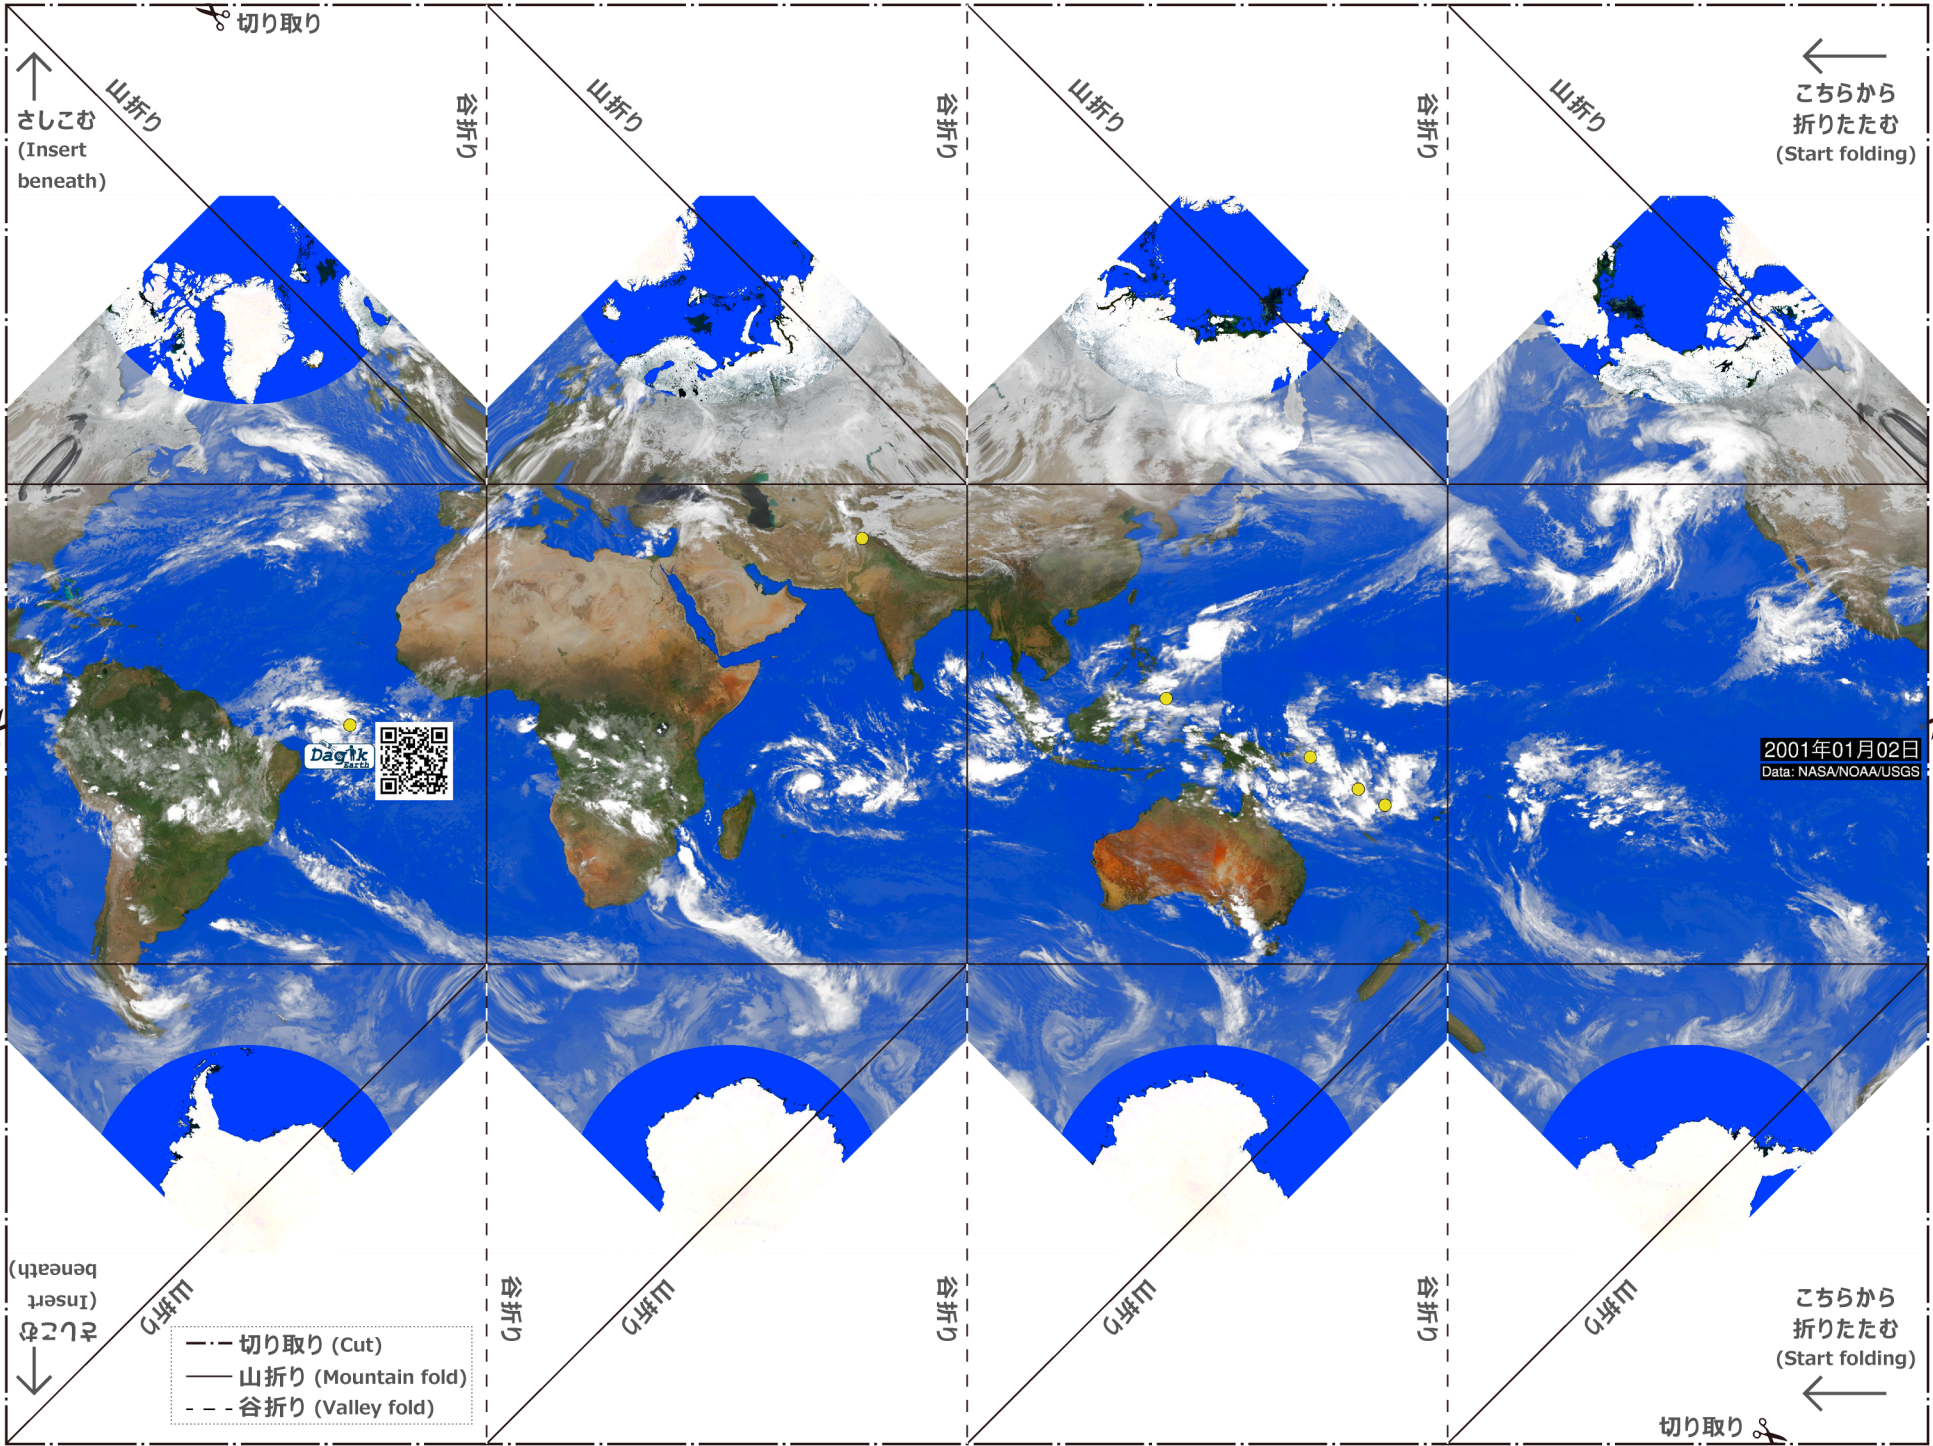 切り取り
山折り
山折り
山折り
山折り
谷折り
谷折り
谷折り
さしこむ
(Insert
beneath)
こちらから
折りたたむ
(Start folding)
Dagik
Earth
2001年01月02日
Data: NASA/NOAA/USGS
さしこむ
(Insert
beneath)
山折り
山折り
山折り
山折り
谷折り
谷折り
谷折り
こちらから
折りたたむ
(Start folding)
切り取り (Cut)
山折り (Mountain fold)
谷折り (Valley fold)
切り取り